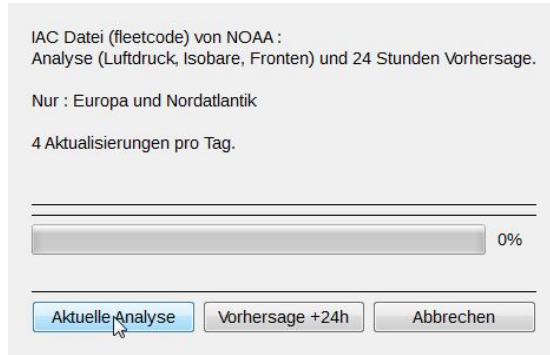 IAC Datei (fleetcode) von NOAA :
Analyse (Luftdruck, Isobare, Fronten) und 24 Stunden Vorhersage.
Nur : Europa und Nordatlantik
4 Aktualisierungen pro Tag.
0%
Aktuelle Analyse Vorhersage +24h Abbrechen